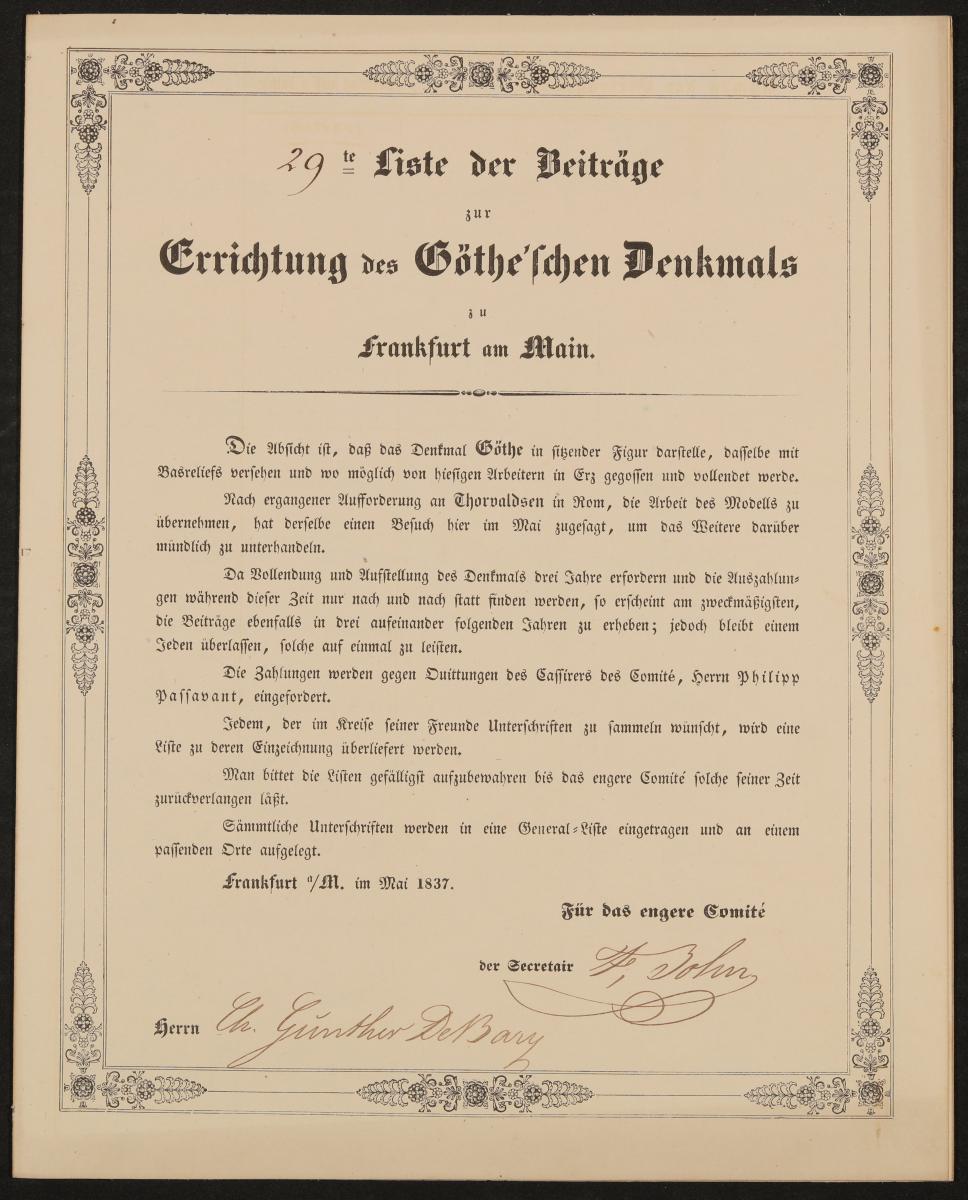 29te Liste der Beiträge
zur
Errichtung des Göthe'schen Denkmals
zu
Frankfurt am Main.
Die Absicht ist, daß das Denkmal Göthe in sitzender Figur darstelle, dasselbe mit
Basreliefs versehen und wo möglich von hiesigen Arbeitern in Erz gegossen und vollendet werde.
Nach ergangener Aufforderung an Thorvaldsen in Rom, die Arbeit des Modells zu
übernehmen, hat derselbe einen Besuch hier im Mai zugesagt, um das Weitere darüber
mündlich zu unterhandeln.
Da Vollendung und Aufstellung des Denkmals drei Jahre erfordern und die Auszahlun-
gen während dieser Zeit nur nach und nach statt finden werden, so erscheint am zweckmäßigsten,
die Beiträge ebenfalls in drei aufeinander folgenden Jahren zu erheben; jedoch bleibt einem
Jeden überlassen, solche auf einmal zu leisten.
Die Zahlungen werden gegen Quittungen des Cassirers des Comité, Herrn Philipp
Passavant, eingefordert.
Jedem, der im Kreise seiner Freunde Unterschriften zu sammeln wünscht, wird eine
Liste zu deren Einzeichnung überliefert werden.
Man bittet die Listen gefälligst aufzubewahren bis das engere Comité solche seiner Zeit
zurückverlangen läßt.
Sämmtliche Unterschriften werden in eine General-Liste eingetragen und an einem
passenden Orte aufgelegt.
Frankfurt a/M. im Mai 1837.
Für das engere Comité
der Secretair
Herrn Ch. Günther DeBary